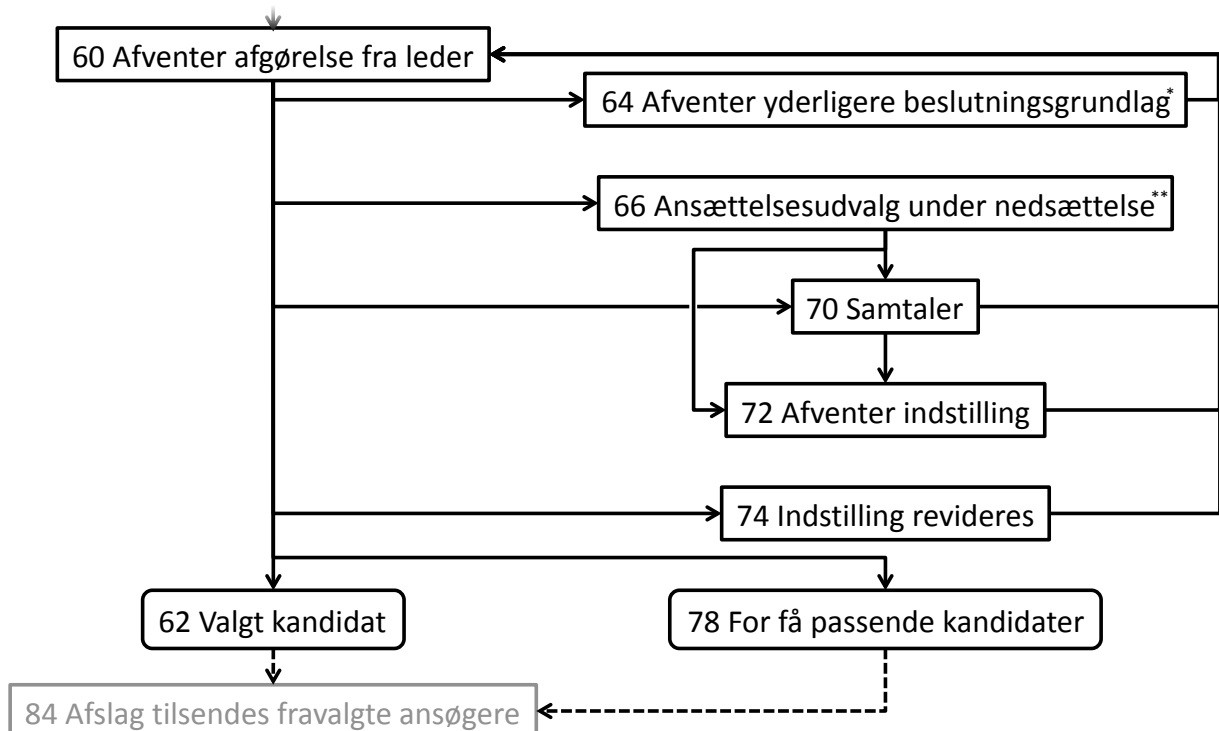 60 Afventer afgørelse fra leder
64 Afventer yderligere beslutningsgrundlag*
66 Ansættelsesudvalg under nedsættelse**
70 Samtaler
72 Afventer indstilling
74 Indstilling revideres
62 Valgt kandidat
78 For få passende kandidater
84 Afslag tilsendes fravalgte ansøgere